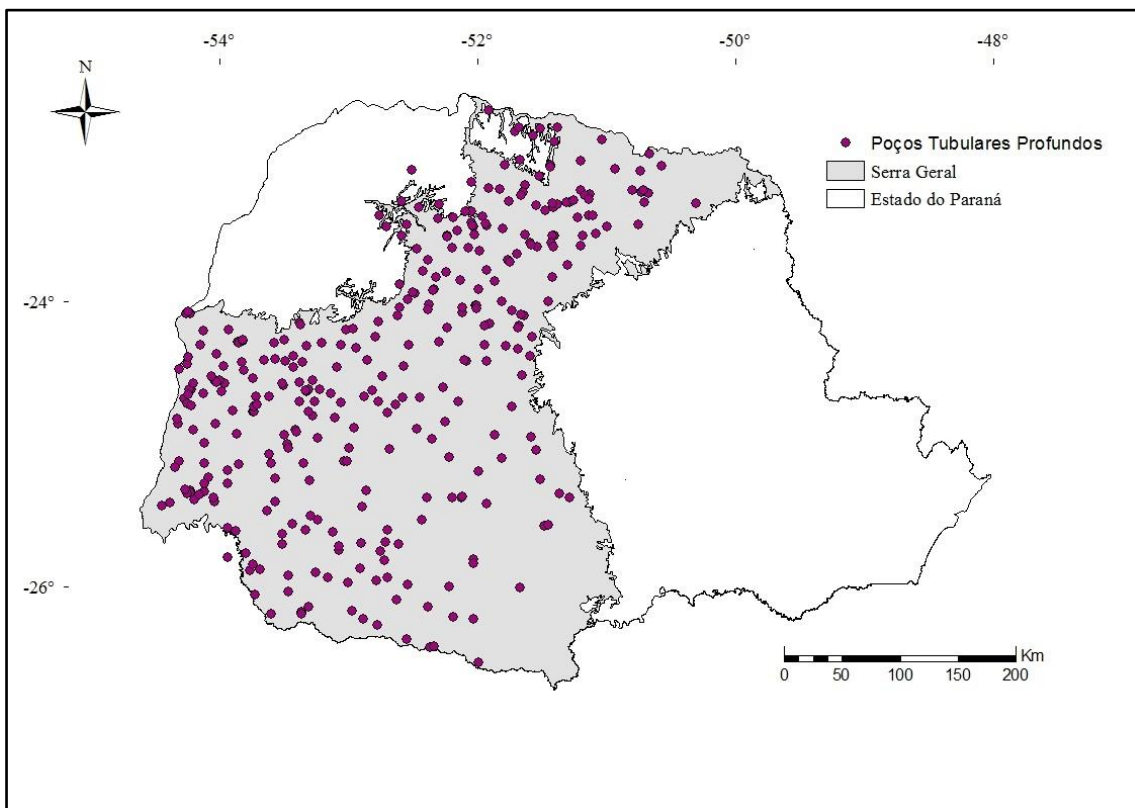 -54°
-52°
-50°
-48°
N
Poços Tubulares Profundos
Serra Geral
Estado do Paraná
-24°
-26°
Km
0
50
100
150
200